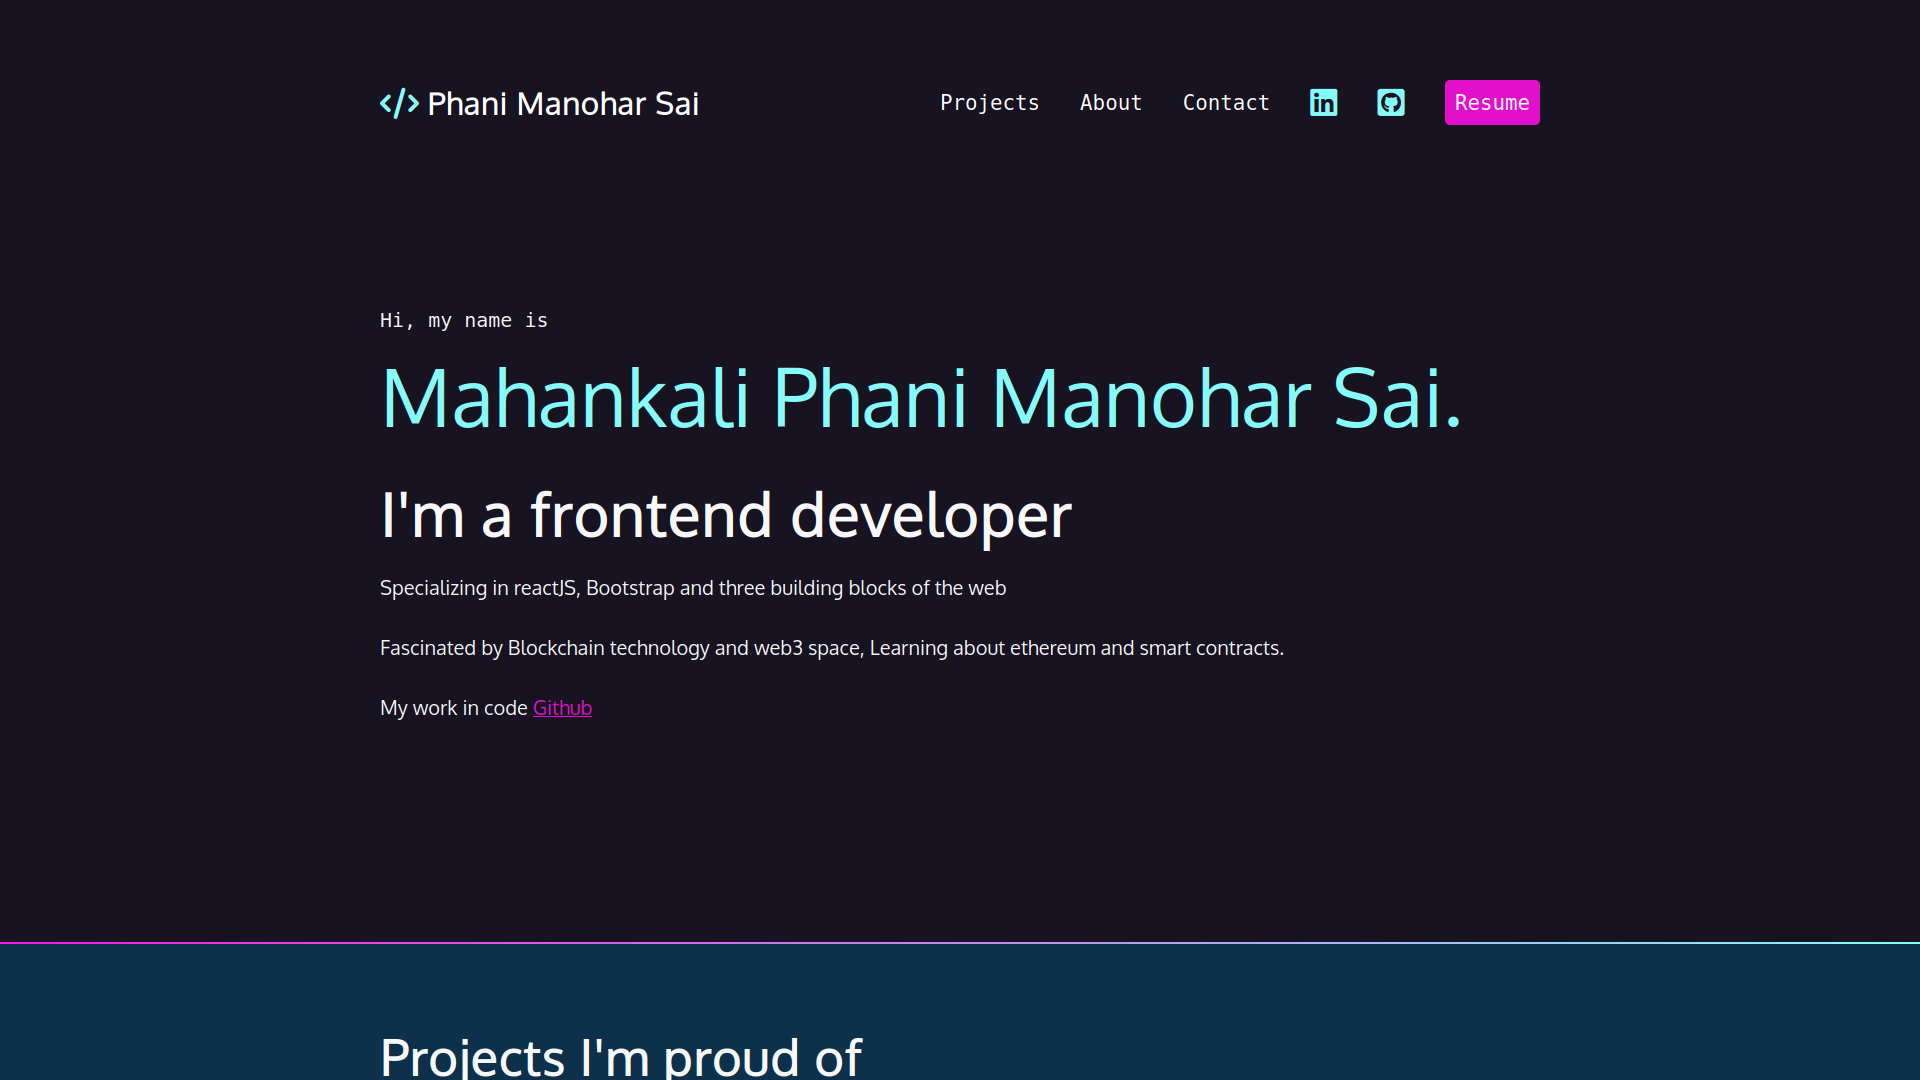 </> Phani Manohar Sai
Projects About Contact in Resume
Hi, my name is
Mahankali Phani Manohar Sai.
I'm a frontend developer
Specializing in reactJS, Bootstrap and three building blocks of the web
Fascinated by Blockchain technology and web3 space, Learning about ethereum and smart contracts.
My work in code Github
Projects I'm proud of